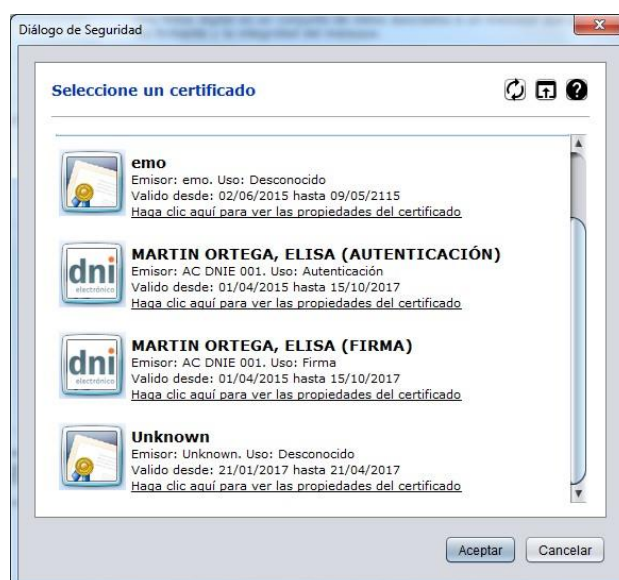 Diálogo de Seguridad
Seleccione un certificado
emo
Emisor: emo. Uso: Desconocido
Valido desde: 02/06/2015 hasta 09/05/2115
Haga clic aquí para ver las propiedades del certificado
dni
electrónico
MARTIN ORTEGA, ELISA (AUTENTICACIÓN)
Emisor: AC DNIE 001. Uso: Autenticación
Valido desde: 01/04/2015 hasta 15/10/2017
Haga clic aquí para ver las propiedades del certificado
dni
electrónico
MARTIN ORTEGA, ELISA (FIRMA)
Emisor: AC DNIE 001. Uso: Firma
Valido desde: 01/04/2015 hasta 15/10/2017
Haga clic aquí para ver las propiedades del certificado
Unknown
Emisor: Unknown. Uso: Desconocido
Valido desde: 21/01/2017 hasta 21/04/2017
Haga clic aquí para ver las propiedades del certificado
Aceptar Cancelar